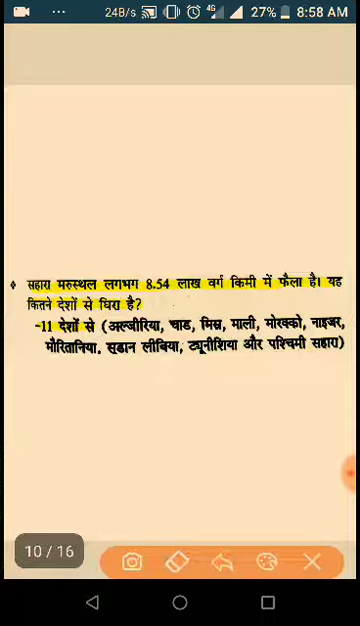 24B/s 4G 27% 8:58 AM
❖ सहारा मरुस्थल लगभग 8.54 लाख वर्ग किमी में फैला है। यह
कितने देशों से घिरा है?
-11 देशों से (अल्जीरिया, चाड, मिस्र, माली, मोरक्को, नाइजर,
मौरितानिया, सूडान लीबिया, ट्यूनीशिया और पश्चिमी सहारा)
10 / 16